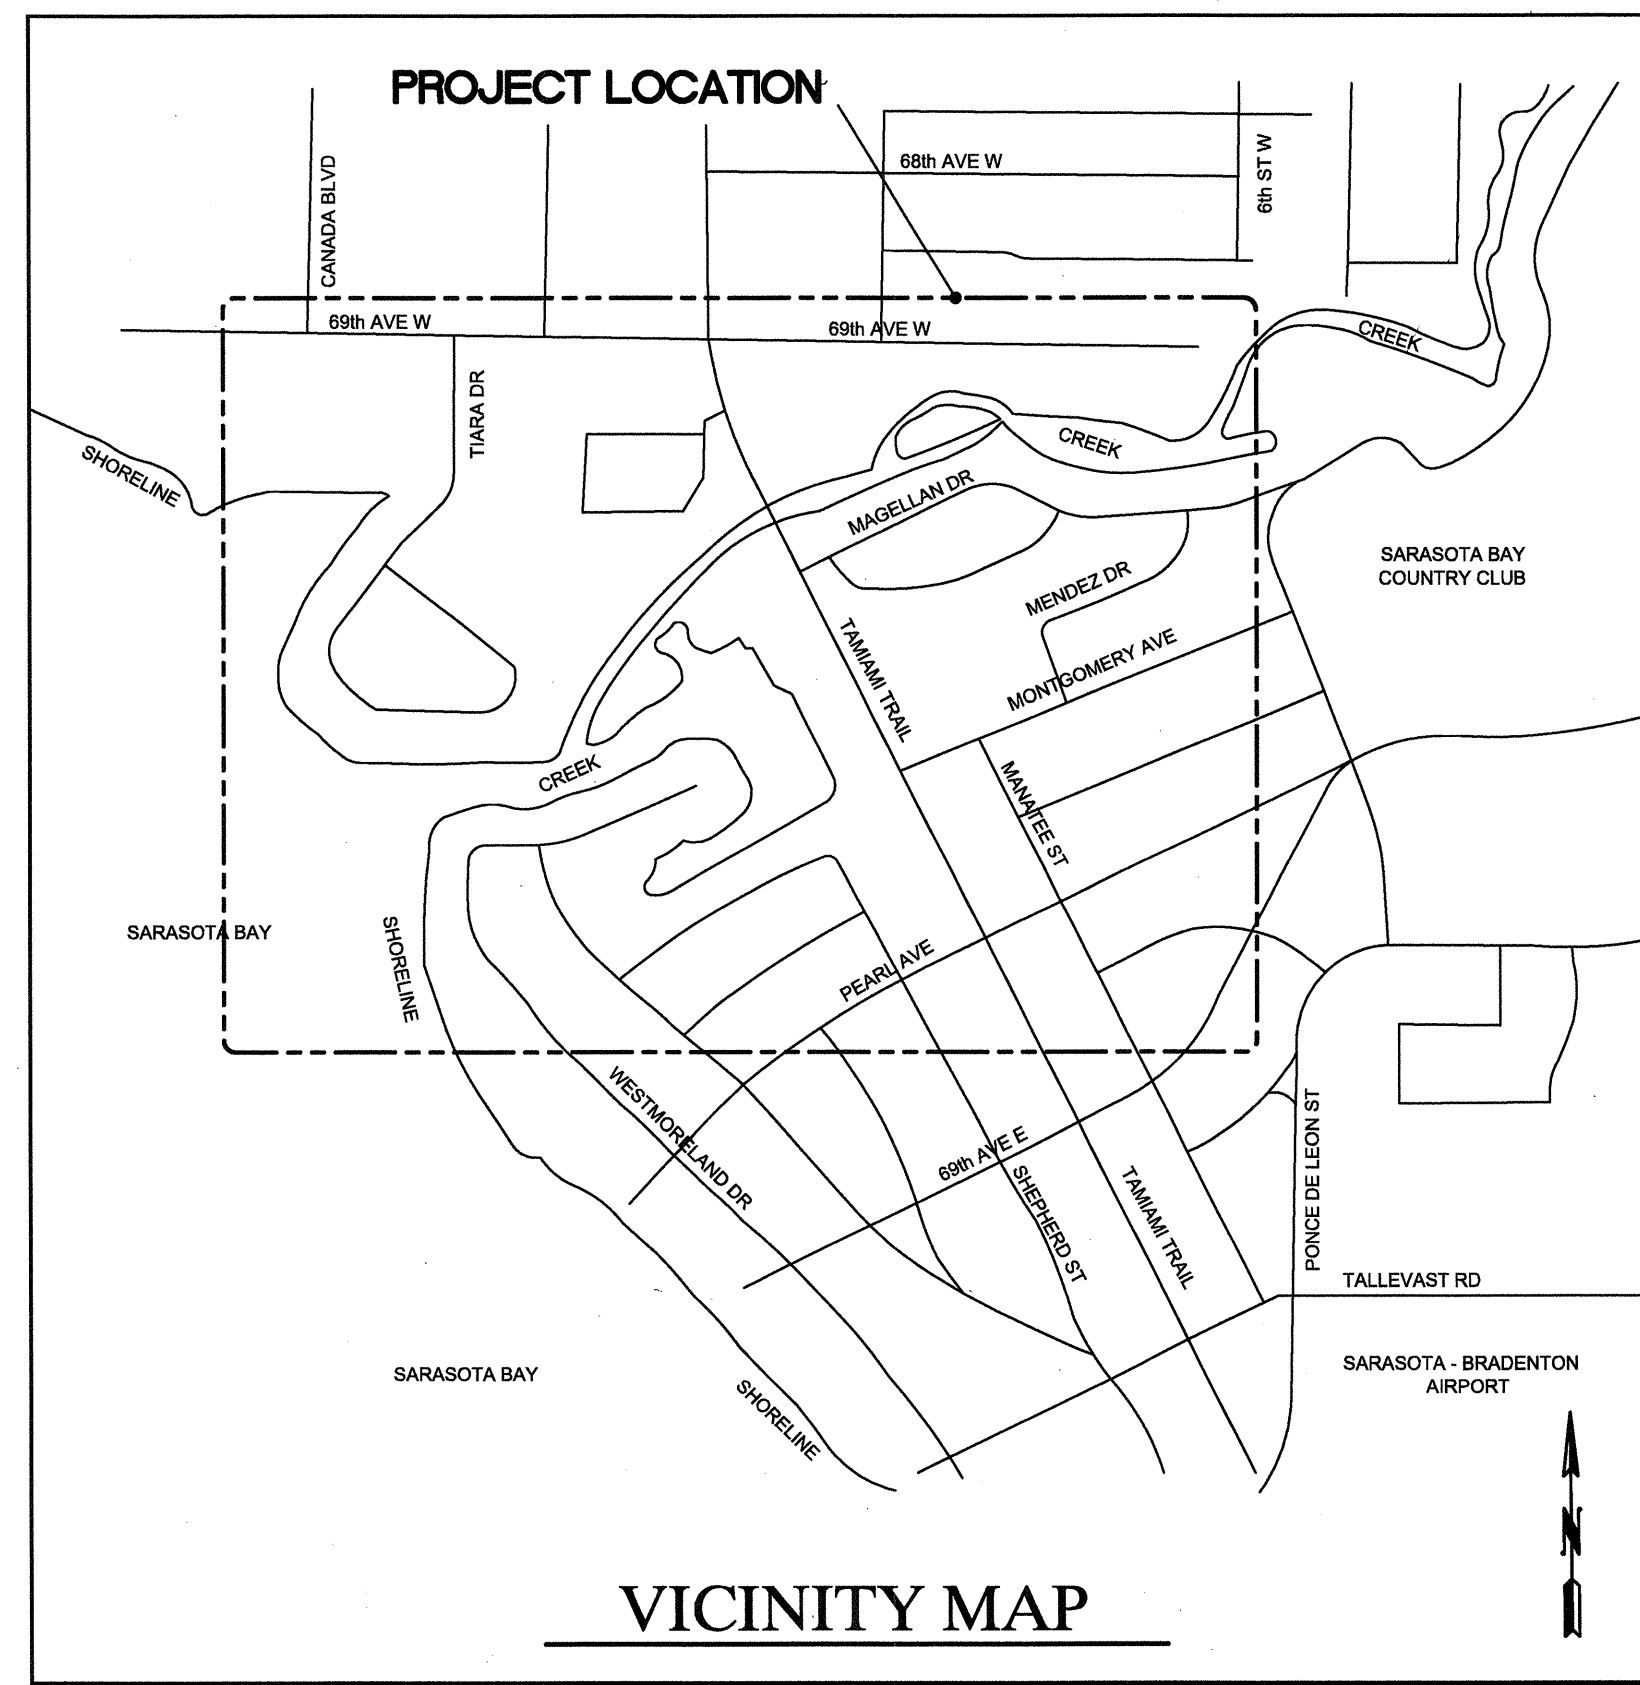 PROJECT LOCATION
CANADA BLVD
68th AVE W
6th ST W
69th AVE W
69th AVE W
CREEK
TIARA DR
SHORELINE
CREEK
MAGELLAN DR
SARASOTA BAY
COUNTRY CLUB
MENDEZ DR
TAMIAMI TRAIL
MONTGOMERY AVE
CREEK
MANATEE ST
SARASOTA BAY
SHORELINE
PEARL AVE
WESTMORELAND DR
69th AVE E
SHEPHERD ST
TAMIAMI TRAIL
PONCE DE LEON ST
TALLEVAST RD
SARASOTA BAY
SHORELINE
SARASOTA - BRADENTON
AIRPORT
N
VICINITY MAP